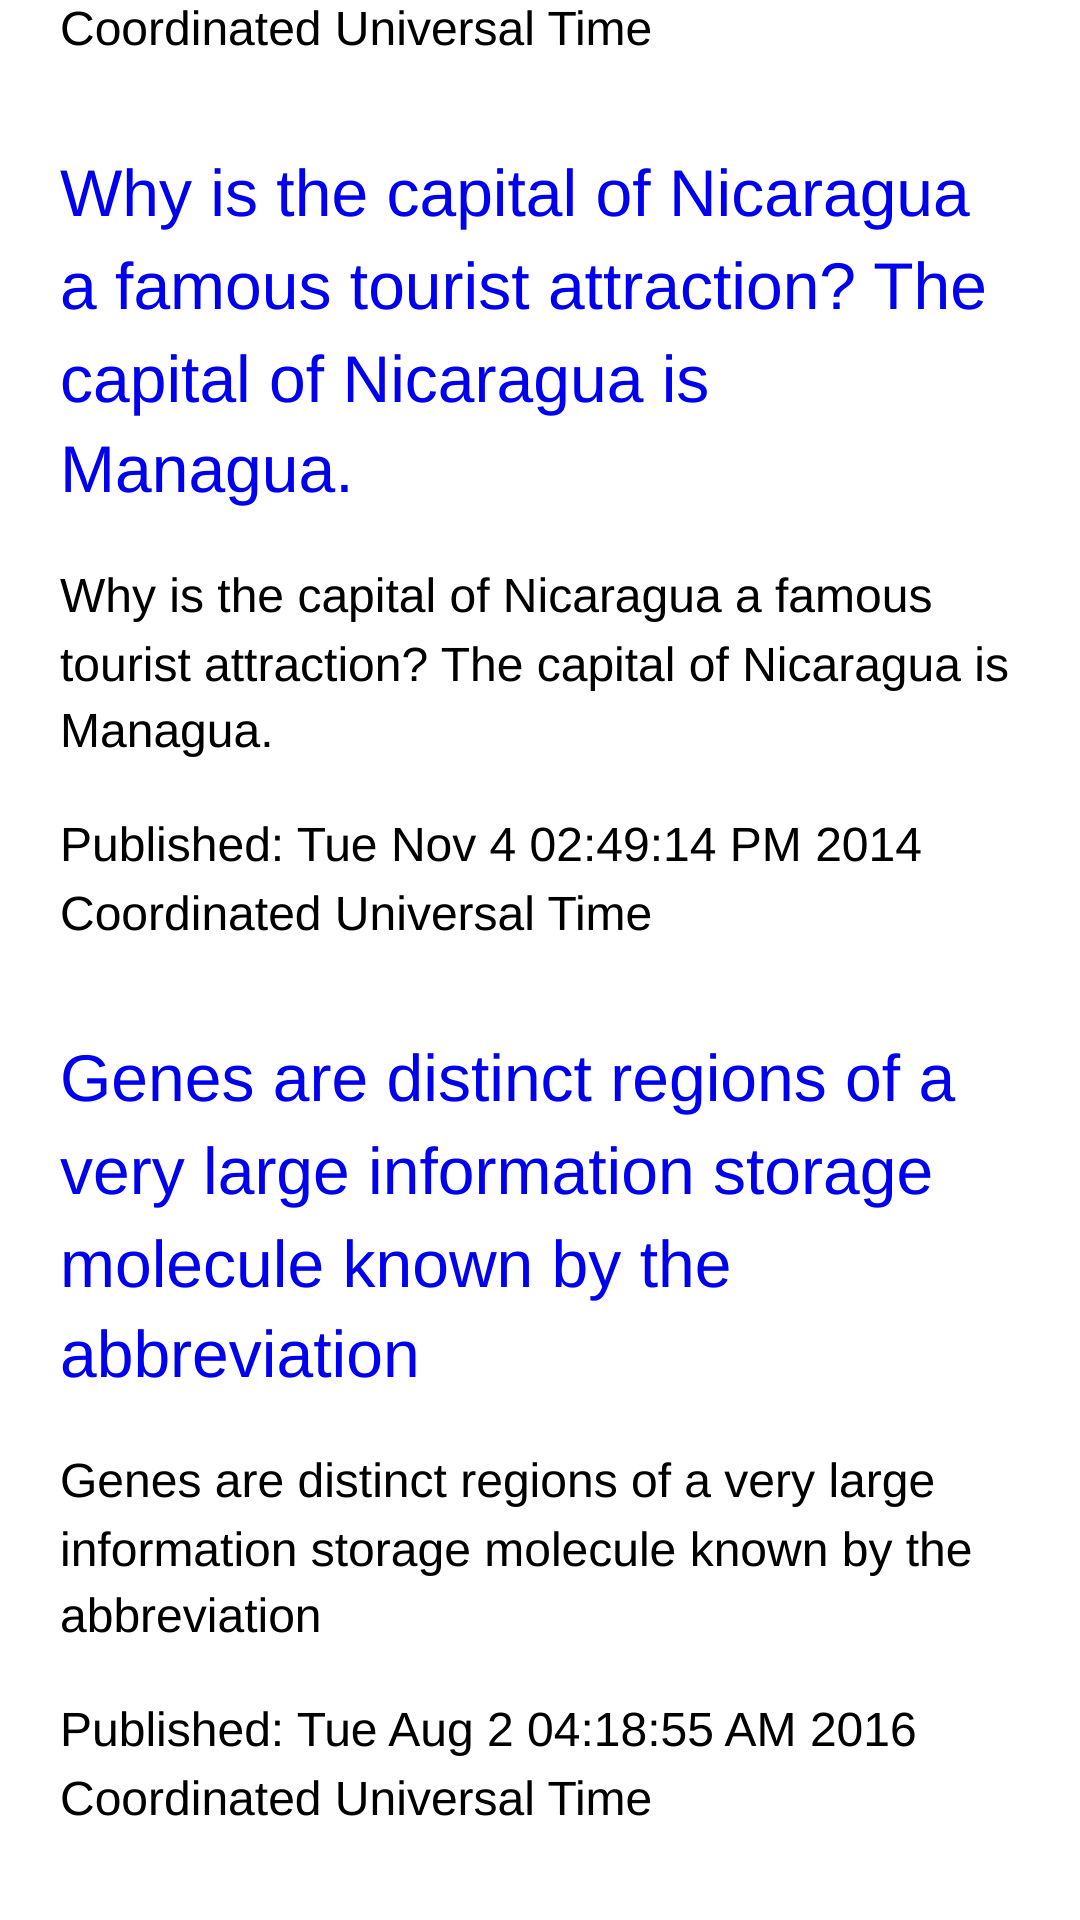 Coordinated Universal Time
Why is the capital of Nicaragua
a famous tourist attraction? The
capital of Nicaragua is
Managua.
Why is the capital of Nicaragua a famous
tourist attraction? The capital of Nicaragua is
Managua.
Published: Tue Nov 4 02:49:14 PM 2014
Coordinated Universal Time
Genes are distinct regions of a
very large information storage
molecule known by the
abbreviation
Genes are distinct regions of a very large
information storage molecule known by the
abbreviation
Published: Tue Aug 2 04:18:55 AM 2016
Coordinated Universal Time